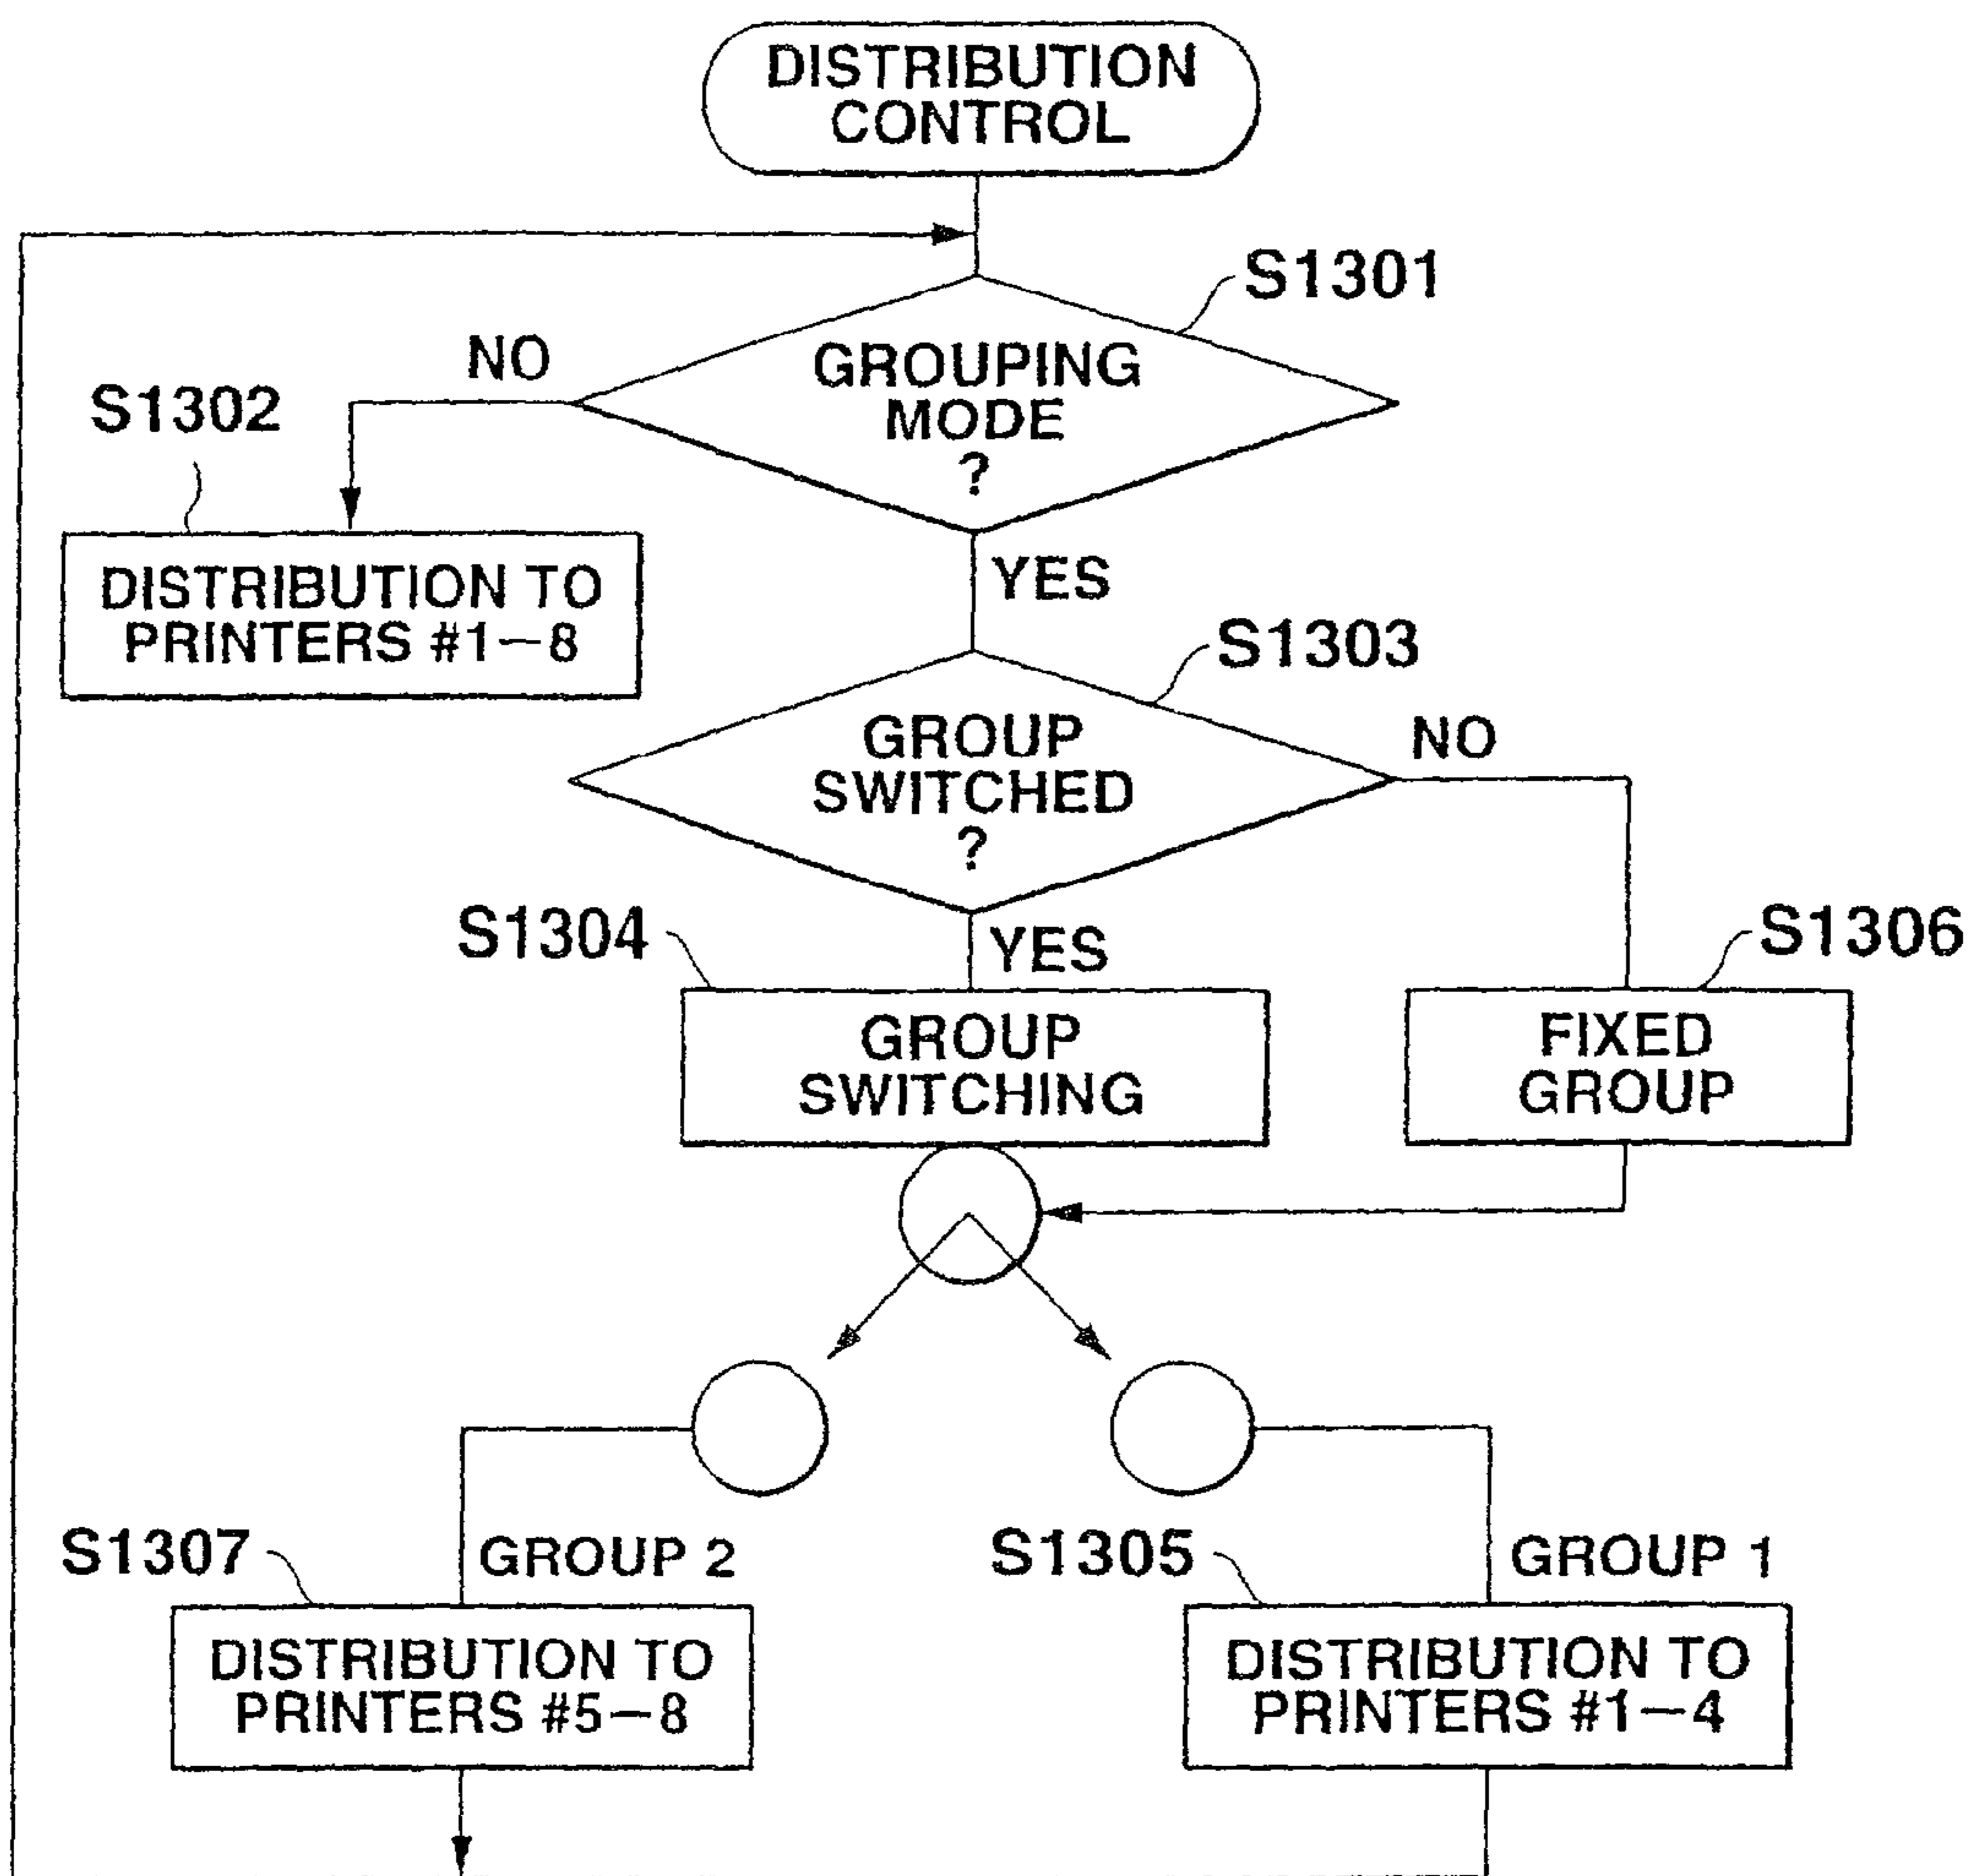 DISTRIBUTION
CONTROL
S1301
NO
GROUPING
MODE
?
S1302
YES
DISTRIBUTION TO
PRINTERS #1—8
S1303
GROUP
SWITCHED
?
NO
S1304
YES
S1306
GROUP
SWITCHING
FIXED
GROUP
S1307
GROUP 2
S1305
GROUP 1
DISTRIBUTION TO
PRINTERS #5—8
DISTRIBUTION TO
PRINTERS #1—4